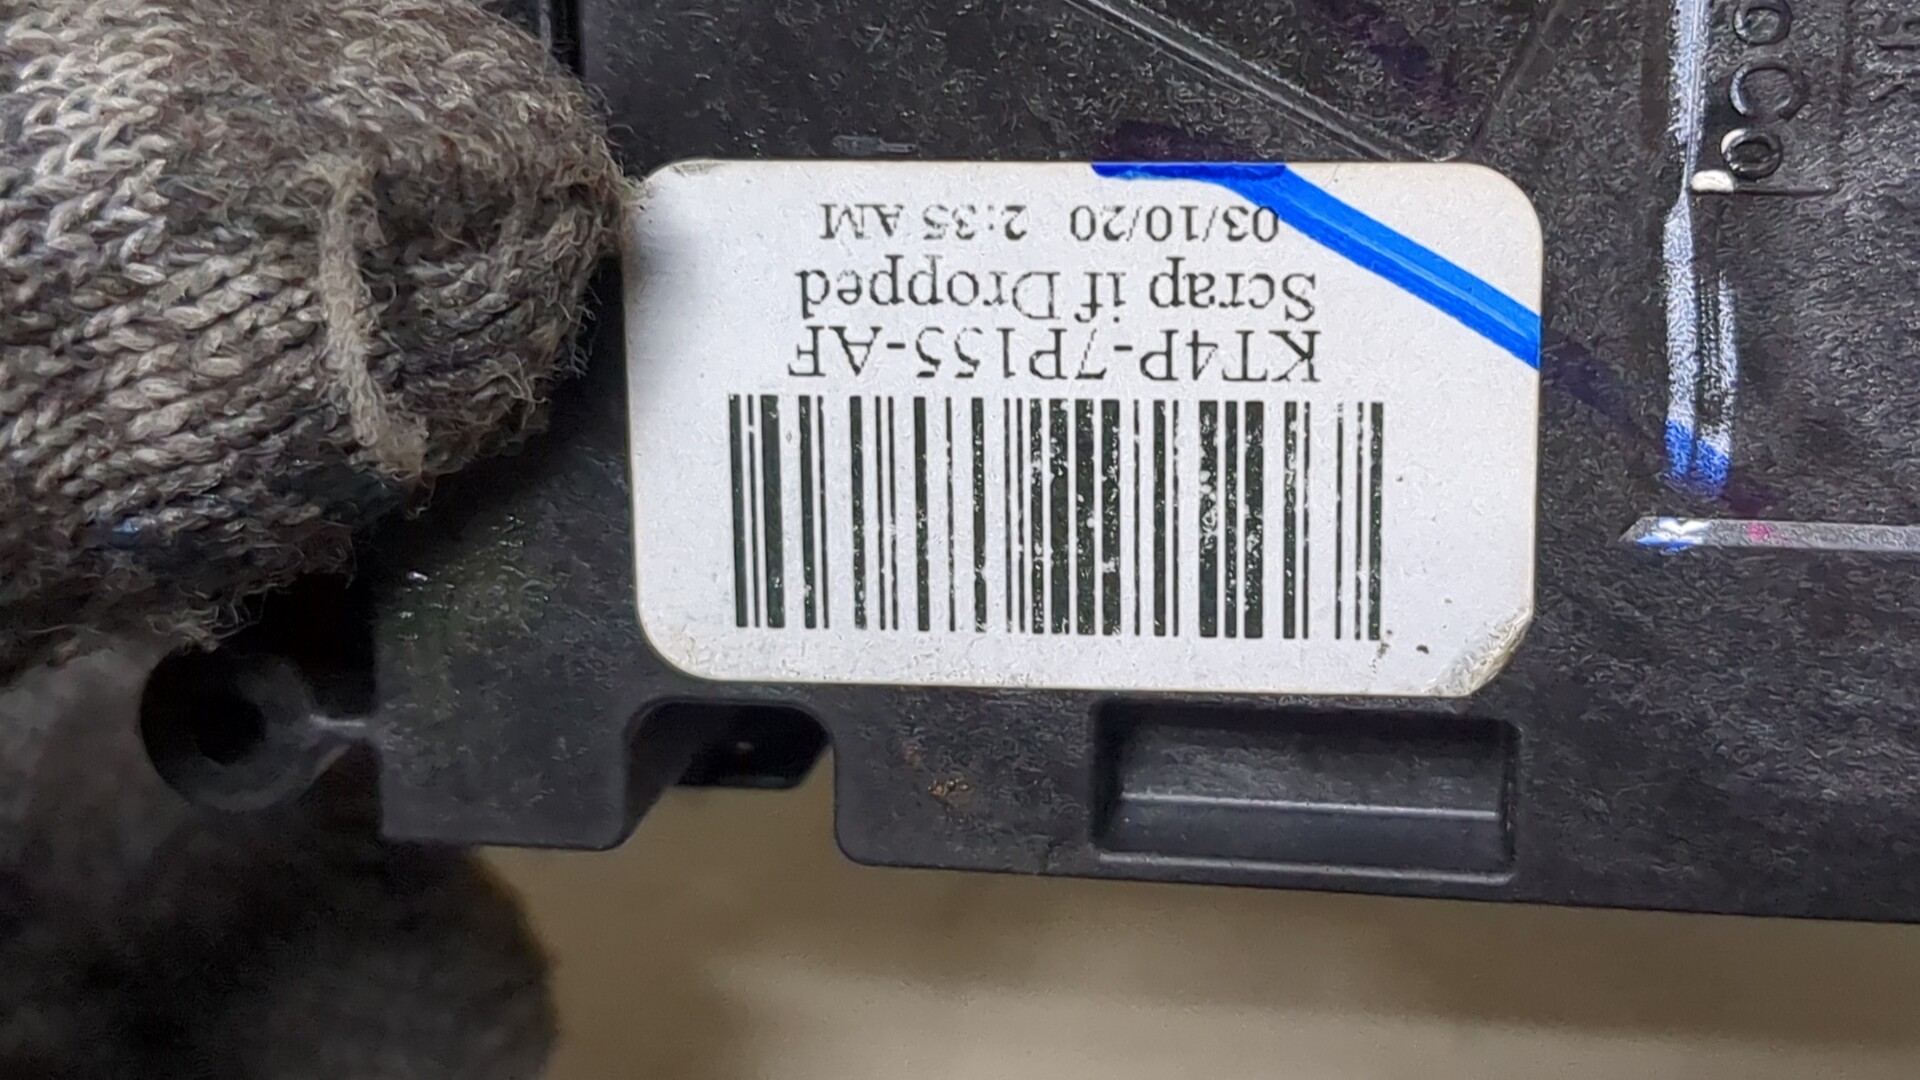 KT4P-7P155-AF
Scrap if Dropped
03/10/20 2:35 AM